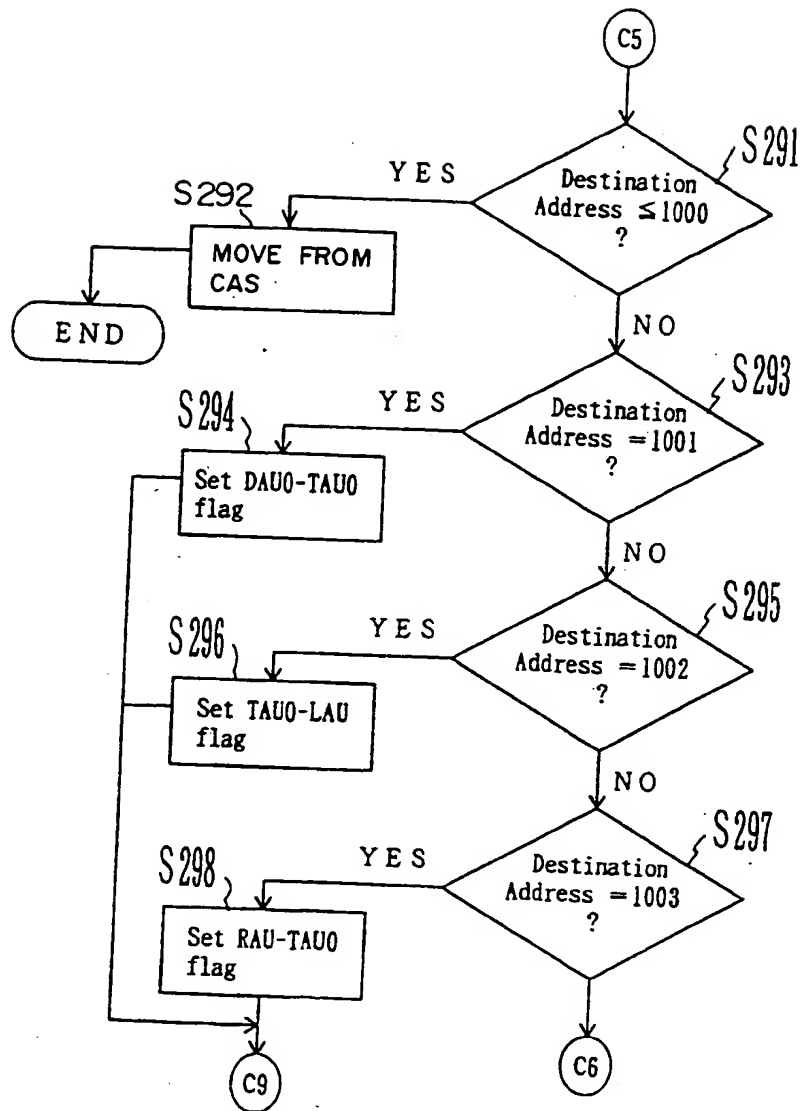 C5
S291
Destination
Address ≤1000
?
YES
S292
MOVE FROM
CAS
END
NO
S293
Destination
Address =1001
?
YES
S294
Set DAU0-TAU0
flag
NO
S295
Destination
Address =1002
?
YES
S296
Set TAU0-LAU
flag
NO
S297
Destination
Address =1003
?
YES
S298
Set RAU-TAU0
flag
C9
C6